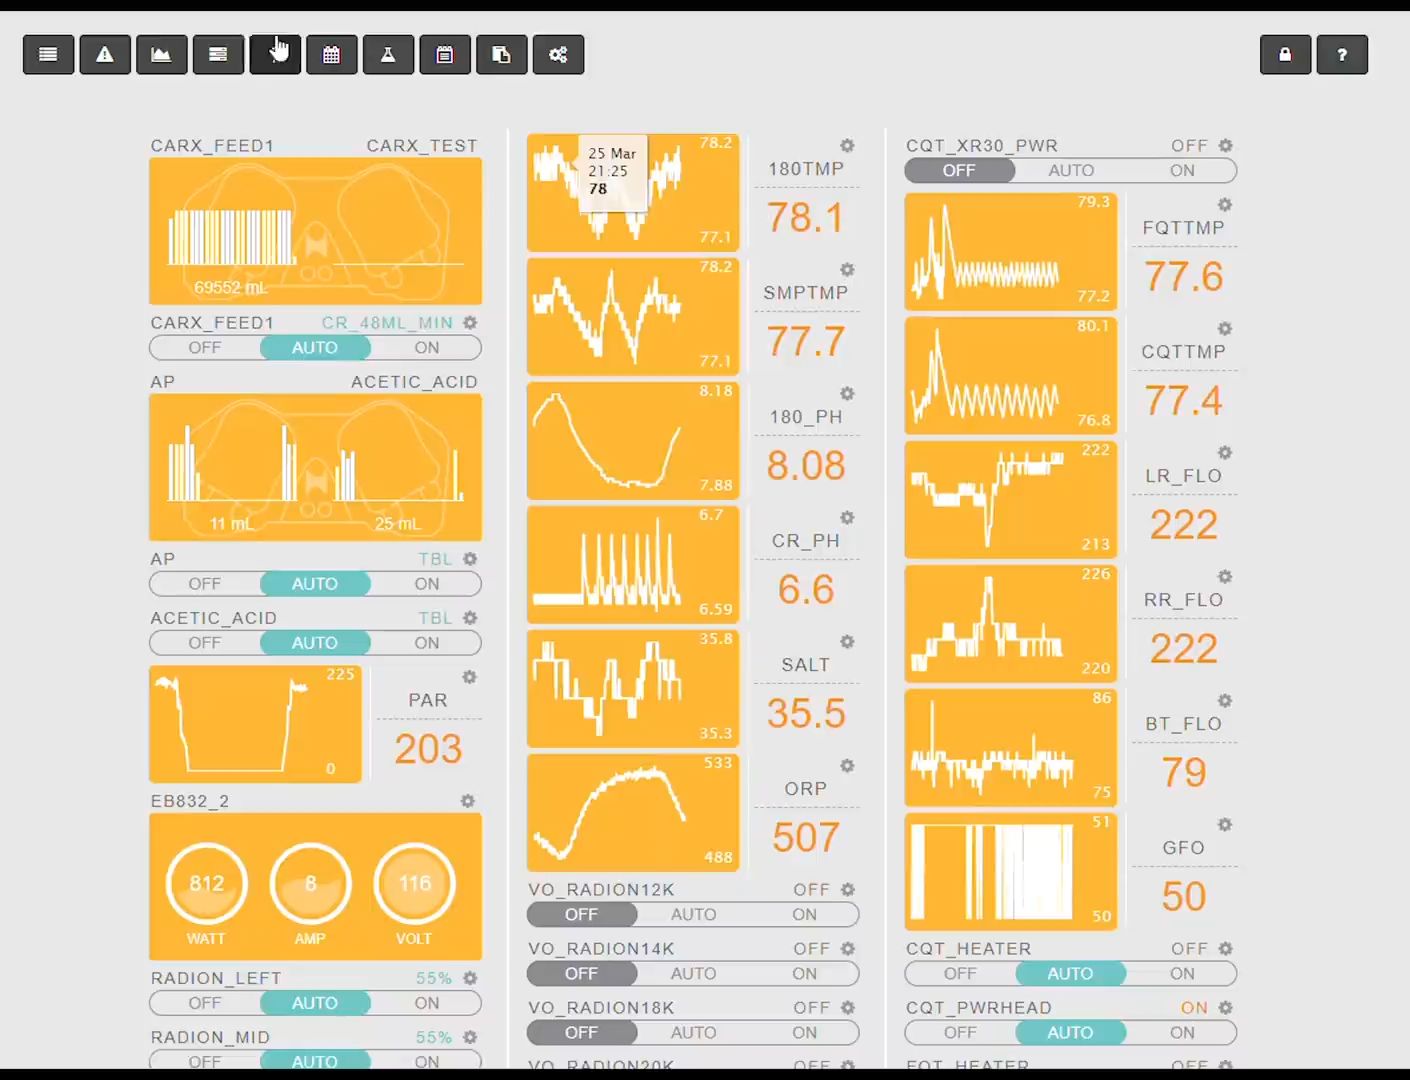 ?
CARX_FEED1 CARX_TEST
69552 mL
CARX_FEED1 CR_48ML_MIN
OFF AUTO ON
AP ACETIC_ACID
11 mL 25 mL
AP TBL
OFF AUTO ON
ACETIC_ACID TBL
OFF AUTO ON
225
0
PAR
203
EB832_2
812 8 116
WATT AMP VOLT
RADION_LEFT 55%
OFF AUTO ON
RADION_MID 55%
OFF AUTO ON
78.2
25 Mar
21:25
78
77.1
180TMP
78.1
78.2
77.1
SMPTMP
77.7
8.18
7.88
180_PH
8.08
6.7
6.59
CR_PH
6.6
35.8
35.3
SALT
35.5
533
488
ORP
507
VO_RADION12K OFF
OFF AUTO ON
VO_RADION14K OFF
OFF AUTO ON
VO_RADION18K OFF
OFF AUTO ON
VO_RADION20K OFF
CQT_XR30_PWR OFF
OFF AUTO ON
79.3
77.2
FQTTMP
77.6
80.1
76.8
CQTTMP
77.4
222
213
LR_FLO
222
226
220
RR_FLO
222
86
75
BT_FLO
79
51
50
GFO
50
CQT_HEATER OFF
OFF AUTO ON
CQT_PWRHEAD ON
OFF AUTO ON
FQT_HEATER OFF